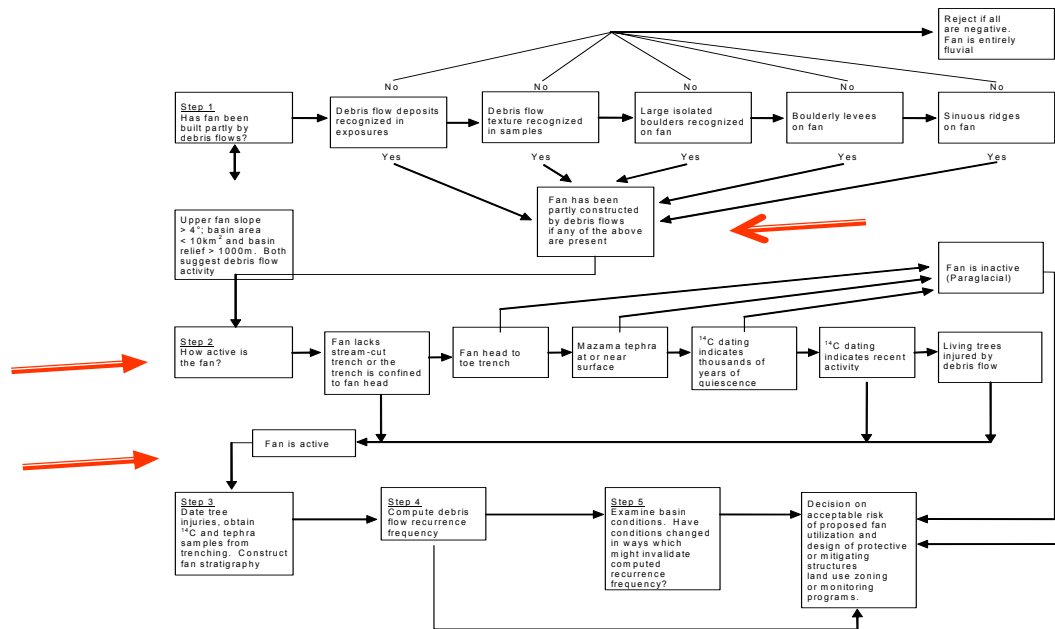 Reject if all
are negative.
Fan is entirely
fluvial
No
No
No
No
No
Step 1
Has fan been
built partly by
debris flows?
Debris flow deposits
recognized in
exposures
Debris flow
texture recognized
in samples
Large isolated
boulders recognized
on fan
Boulderly levees on fan
Sinuous ridges
on fan
Yes
Yes
Yes
Yes
Yes
Fan has been
partly constructed
by debris flows
if any of the above
are present
Upper fan slope
> 4°; basin area
< 10km² and basin
relief > 1000m. Both
suggest debris flow
activity
Fan is inactive
(Paraglacial)
Step 2
How active is
the fan?
Fan lacks
stream-cut
trench or the
trench is confined
to fan head
Fan head to
toe trench
Mazama tephra
at or near
surface
¹⁴C dating
indicates
thousands of
years of
quiescence
¹⁴C dating
indicates recent
activity
Living trees
injured by
debris flow
Fan is active
Step 3
Date tree
injuries, obtain
¹⁴C and tephra
samples from
trenching. Construct
fan stratigraphy
Step 4
Compute debris
flow recurrence
frequency
Step 5
Examine basin
conditions. Have
conditions changed
in ways which
might invalidate
computed
recurrence frequency?
Decision on
acceptable risk
of proposed fan
utilization and
design of protective
or mitigating
structures
land use zoning
or monitoring
programs.